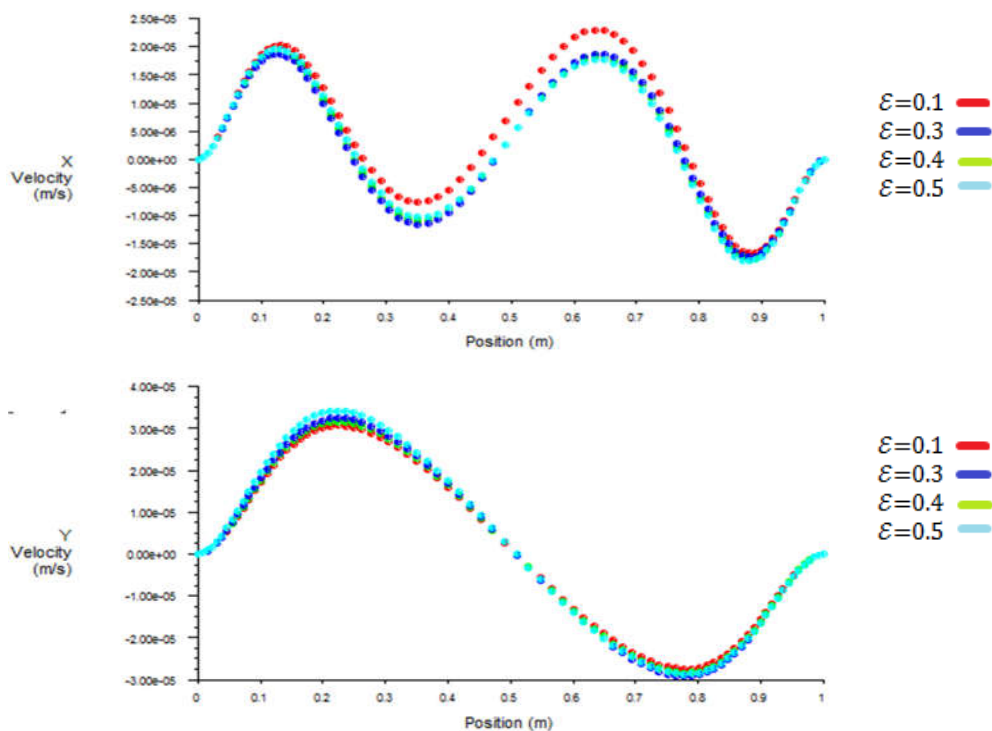 2.50e-05
2.00e-05
1.50e-05
1.00e-05
5.00e-06
0.00e+00
-5.00e-06
-1.00e-05
-1.50e-05
-2.00e-05
-2.50e-05
X
Velocity
(m/s)
0 0.1 0.2 0.3 0.4 0.5 0.6 0.7 0.8 0.9 1
Position (m)
ℰ=0.1
ℰ=0.3
ℰ=0.4
ℰ=0.5
4.00e-05
3.00e-05
2.00e-05
1.00e-05
0.00e+00
-1.00e-05
-2.00e-05
-3.00e-05
Y
Velocity
(m/s)
0 0.1 0.2 0.3 0.4 0.5 0.6 0.7 0.8 0.9 1
Position (m)
ℰ=0.1
ℰ=0.3
ℰ=0.4
ℰ=0.5